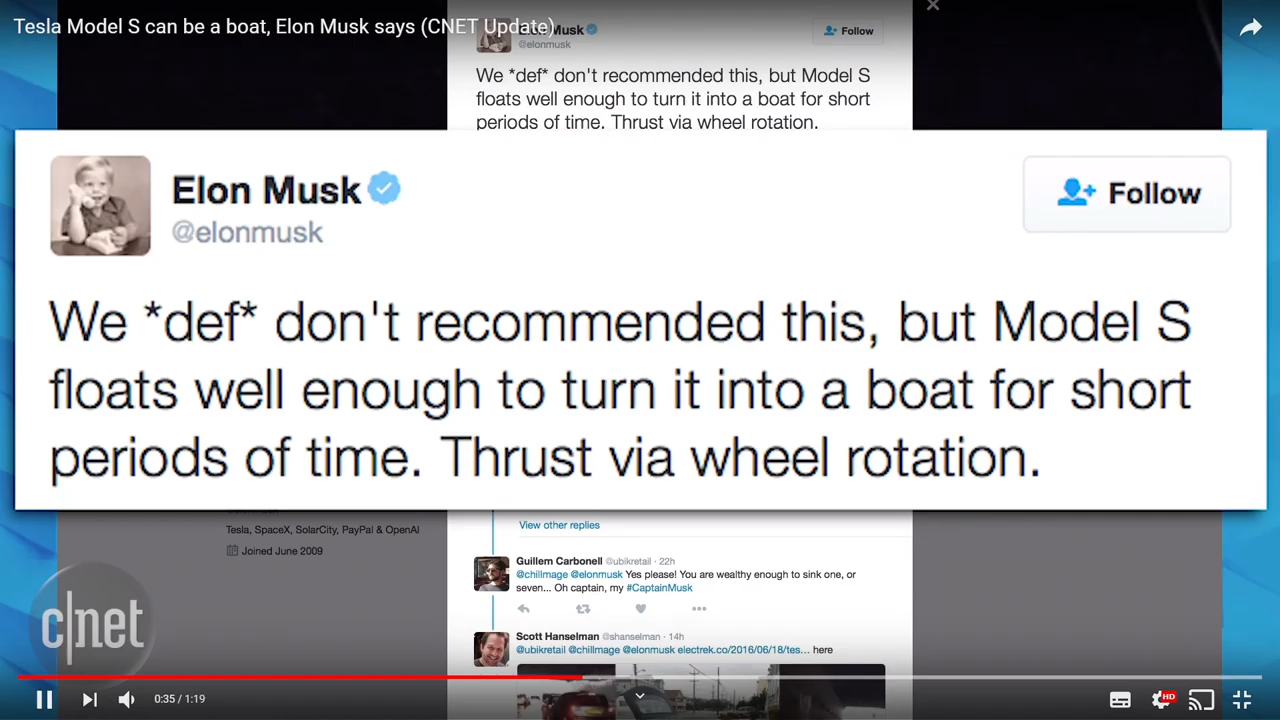 Tesla Model S can be a boat, Elon Musk says (CNET Update)
Musk
@elonmusk
Follow
We *def* don't recommended this, but Model S
floats well enough to turn it into a boat for short
periods of time. Thrust via wheel rotation.
Elon Musk
@elonmusk
Follow
We *def* don't recommended this, but Model S
floats well enough to turn it into a boat for short
periods of time. Thrust via wheel rotation.
Tesla, SpaceX, SolarCity, PayPal & OpenAI
Joined June 2009
View other replies
Guillem Carbonell @ubikretail · 22h
@chillmage @elonmusk Yes please! You are wealthy enough to sink one, or
seven... Oh captain, my #CaptainMusk
Scott Hanselman @shanselman · 14h
@ubikretail @chillmage @elonmusk electrek.co/2016/06/18/tes... here
c|net
0:35 / 1:19
HD